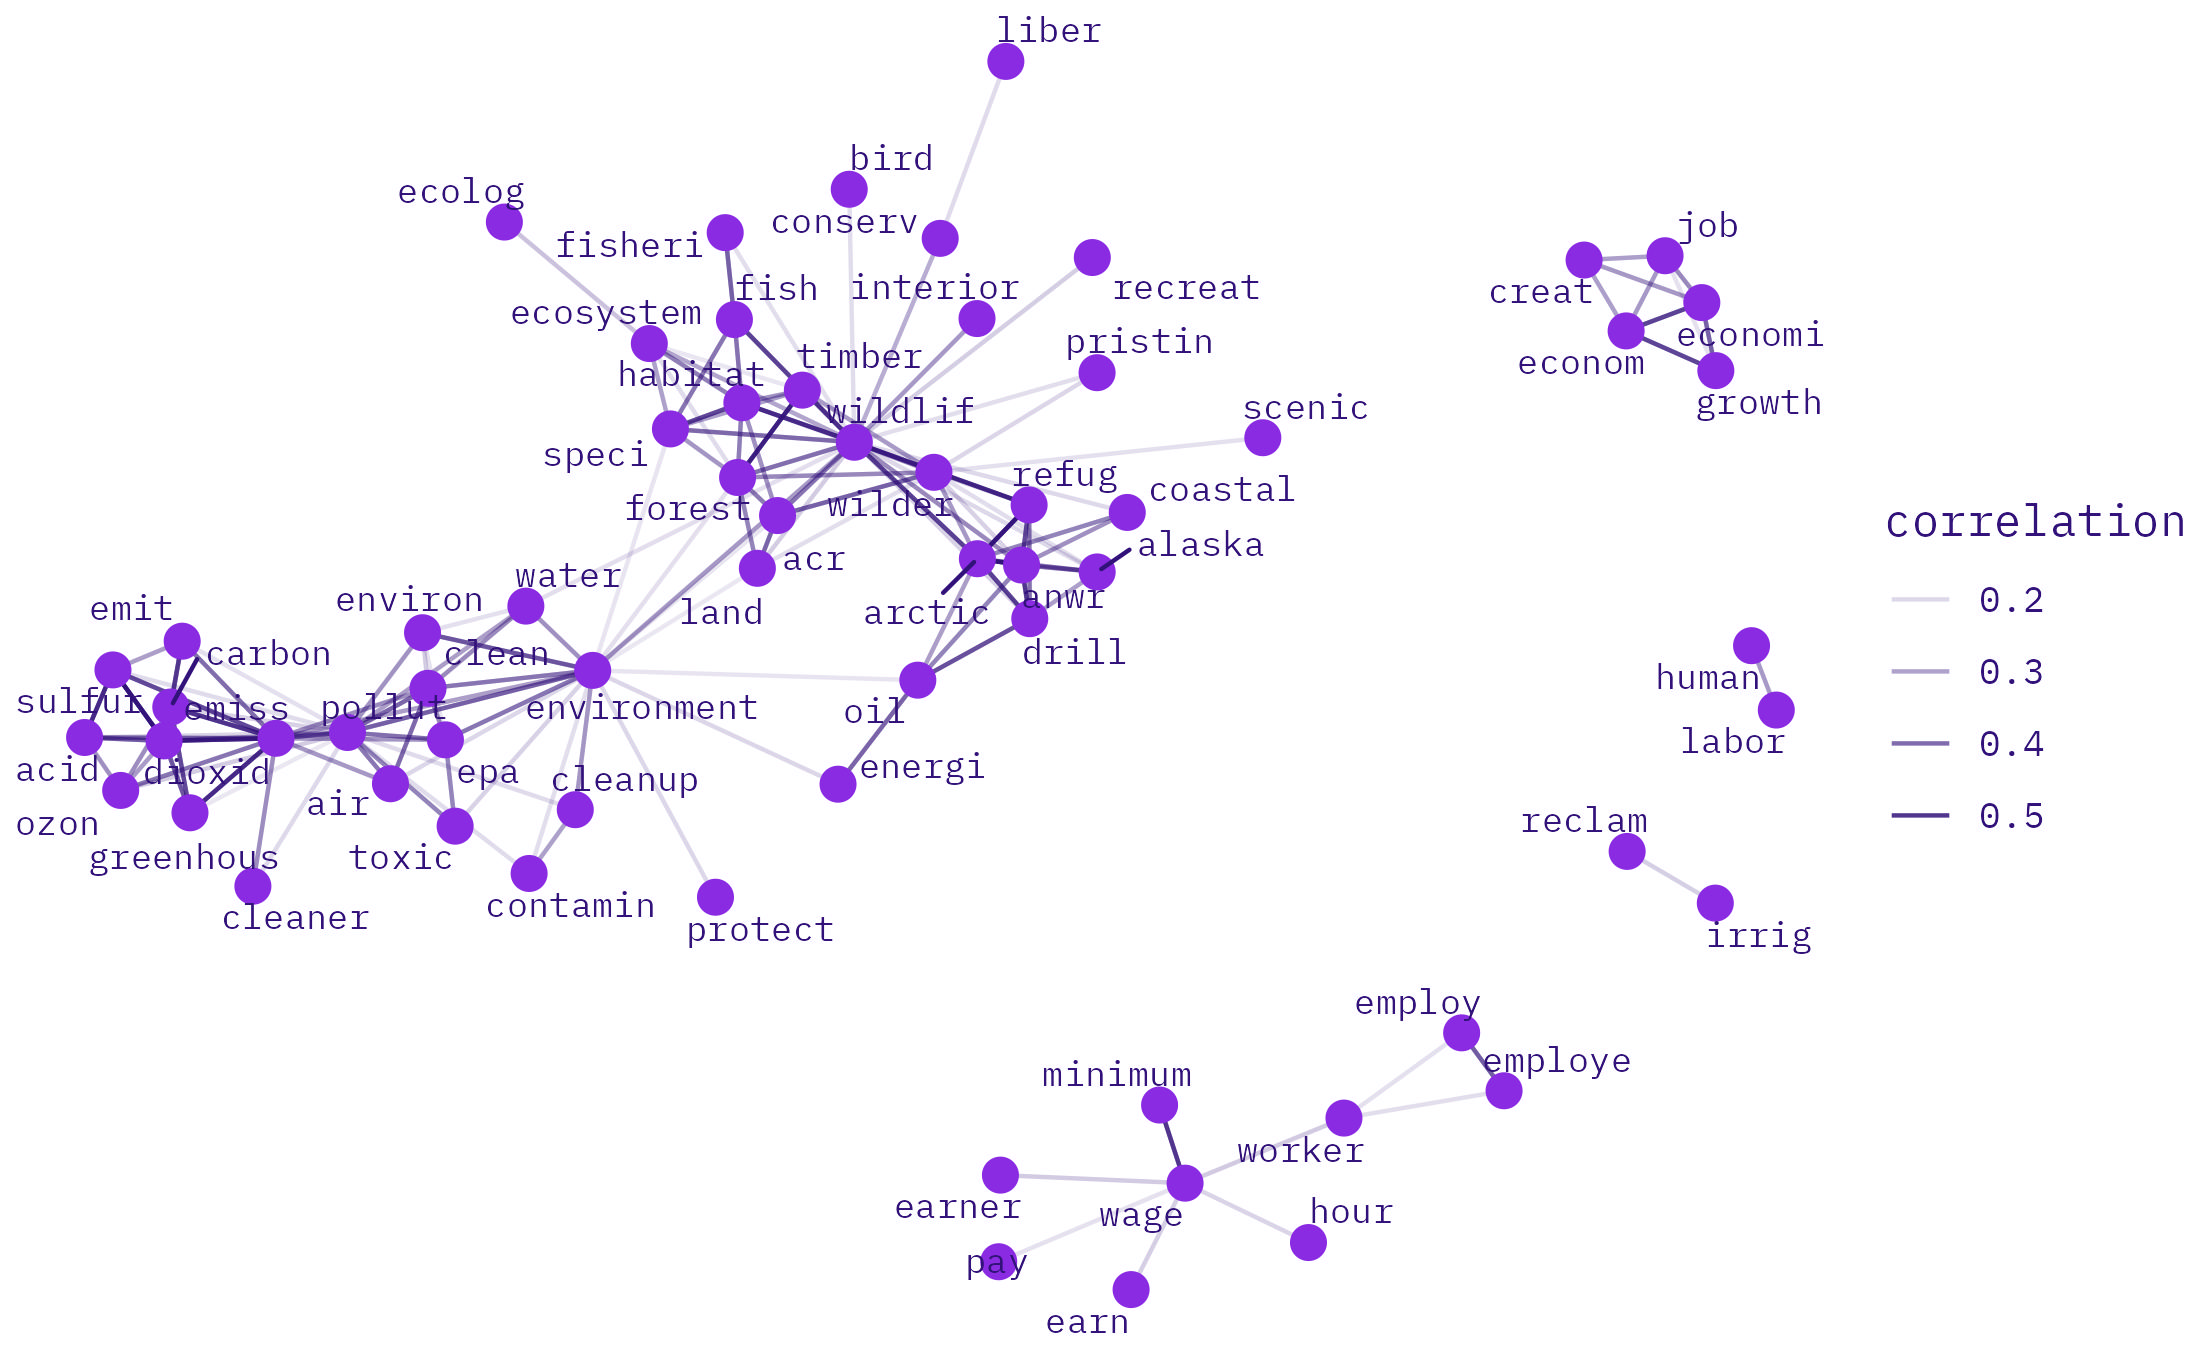 liber
bird
ecolog
conserv
fisheri
job
fish
interior
recreat
creat
ecosystem
economi
timber
pristin
econom
habitat
wildlif
scenic
growth
speci
refug
coastal
forest
wilder
correlation
alaska
acr
water
environ
emit
land
arctic
anwr
0.2
carbon
clean
drill
0.3
human
sulfur
emiss
pollut
environment
oil
labor
0.4
acid
dioxid
epa
cleanup
energi
ozon
air
reclam
0.5
greenhous
toxic
cleaner
contamin
protect
irrig
employ
minimum
employe
worker
earner
wage
hour
pay
earn